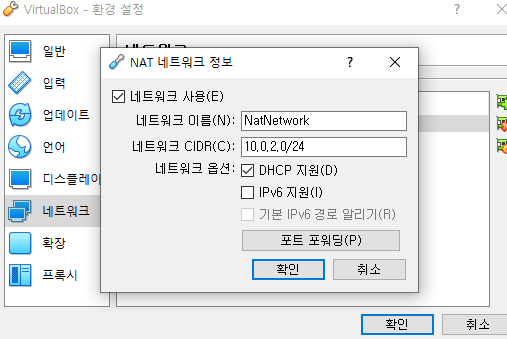 VirtualBox - 환경 설정
일반
입력
업데이트
언어
디스플레이
네트워크
확장
프록시
네트워크
NAT 네트워크 정보
네트워크 사용(E)
네트워크 이름(N): NatNetwork
네트워크 CIDR(C): 10,0,2,0/24
네트워크 옵션: DHCP 지원(D)
IPv6 지원(I)
기본 IPv6 경로 알리기(R)
포트 포워딩(P)
확인 취소
확인 취소